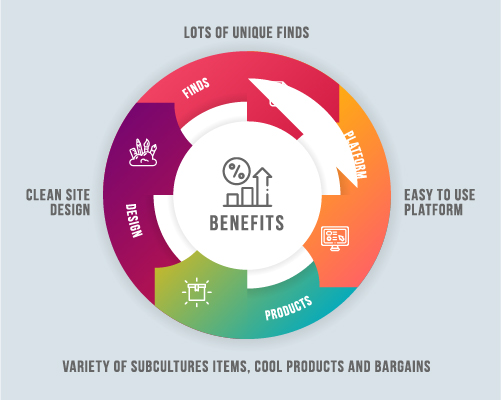 LOTS OF UNIQUE FINDS
FINDS
PLATFORM
CLEAN SITE
DESIGN
DESIGN
%
BENEFITS
EASY TO USE
PLATFORM
PRODUCTS
VARIETY OF SUBCULTURES ITEMS, COOL PRODUCTS AND BARGAINS